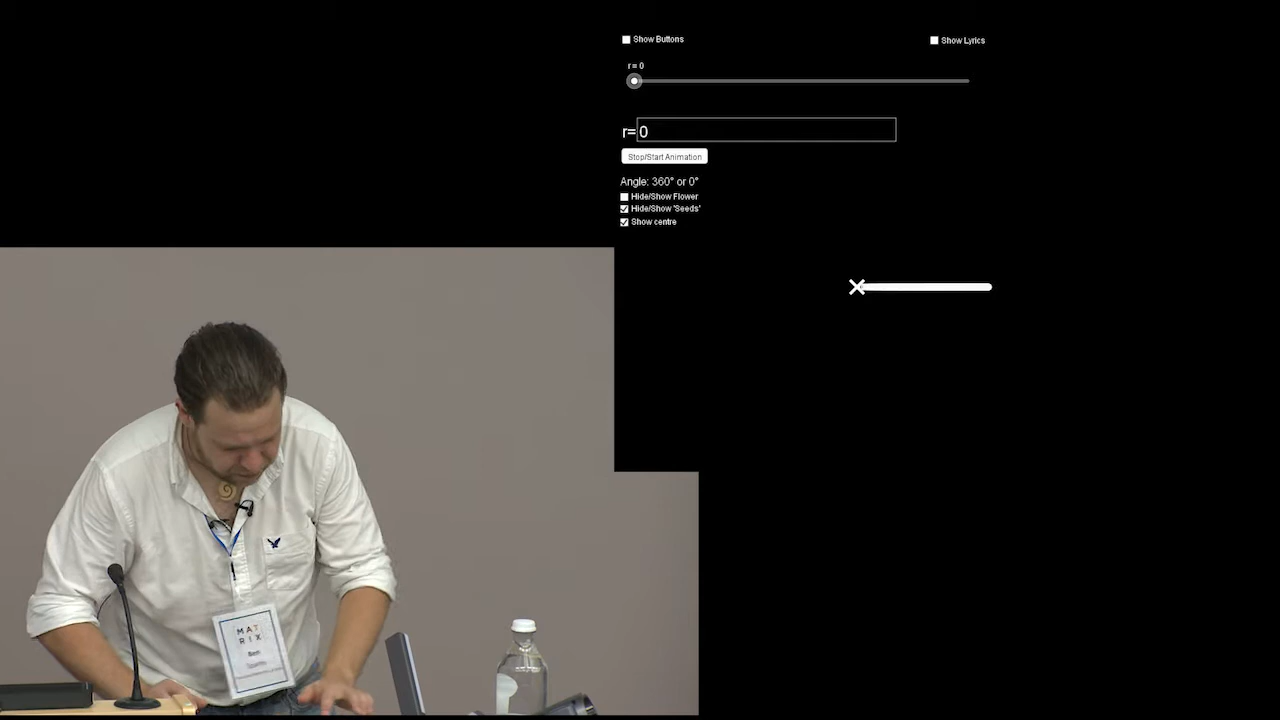 Show Buttons
Show Lyrics
r = 0
r=0
Stop/Start Animation
Angle: 360° or 0°
Hide/Show Flower
Hide/Show 'Seeds'
Show centre
MAT
RIX
Ben